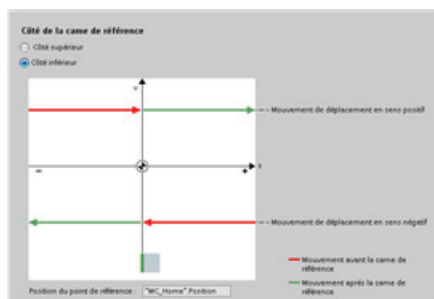 Côté de la came de référence
Côté supérieur
Côté inférieur
v
Mouvement de déplacement en sens positif
−
+
Mouvement de déplacement en sens négatif
Mouvement avant la came de
référence
Mouvement après la came de
référence
Position du point de référence :
"MC_Home".Position